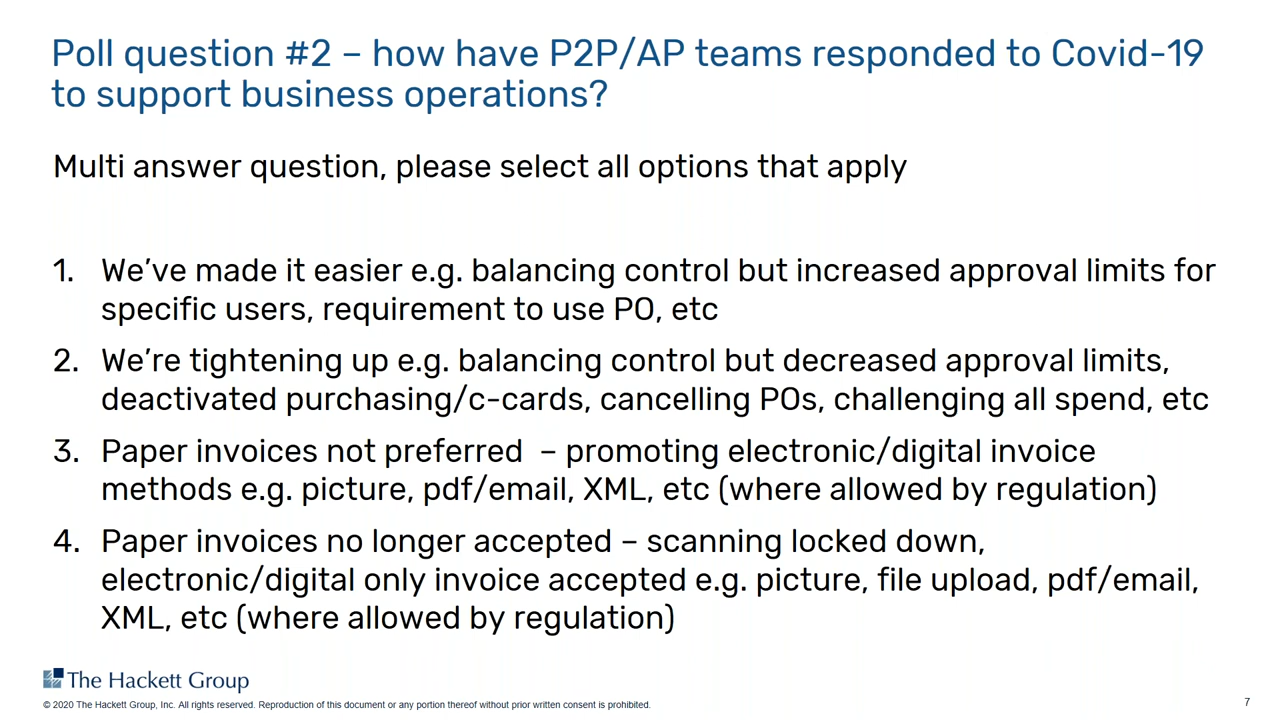 Poll question #2 – how have P2P/AP teams responded to Covid-19
to support business operations?
Multi answer question, please select all options that apply
1. We've made it easier e.g. balancing control but increased approval limits for
specific users, requirement to use PO, etc
2. We're tightening up e.g. balancing control but decreased approval limits,
deactivated purchasing/c-cards, cancelling POs, challenging all spend, etc
3. Paper invoices not preferred  – promoting electronic/digital invoice
methods e.g. picture, pdf/email, XML, etc (where allowed by regulation)
4. Paper invoices no longer accepted – scanning locked down,
electronic/digital only invoice accepted e.g. picture, file upload, pdf/email,
XML, etc (where allowed by regulation)
The Hackett Group
© 2020 The Hackett Group, Inc. All rights reserved. Reproduction of this document or any portion thereof without prior written consent is prohibited.
7